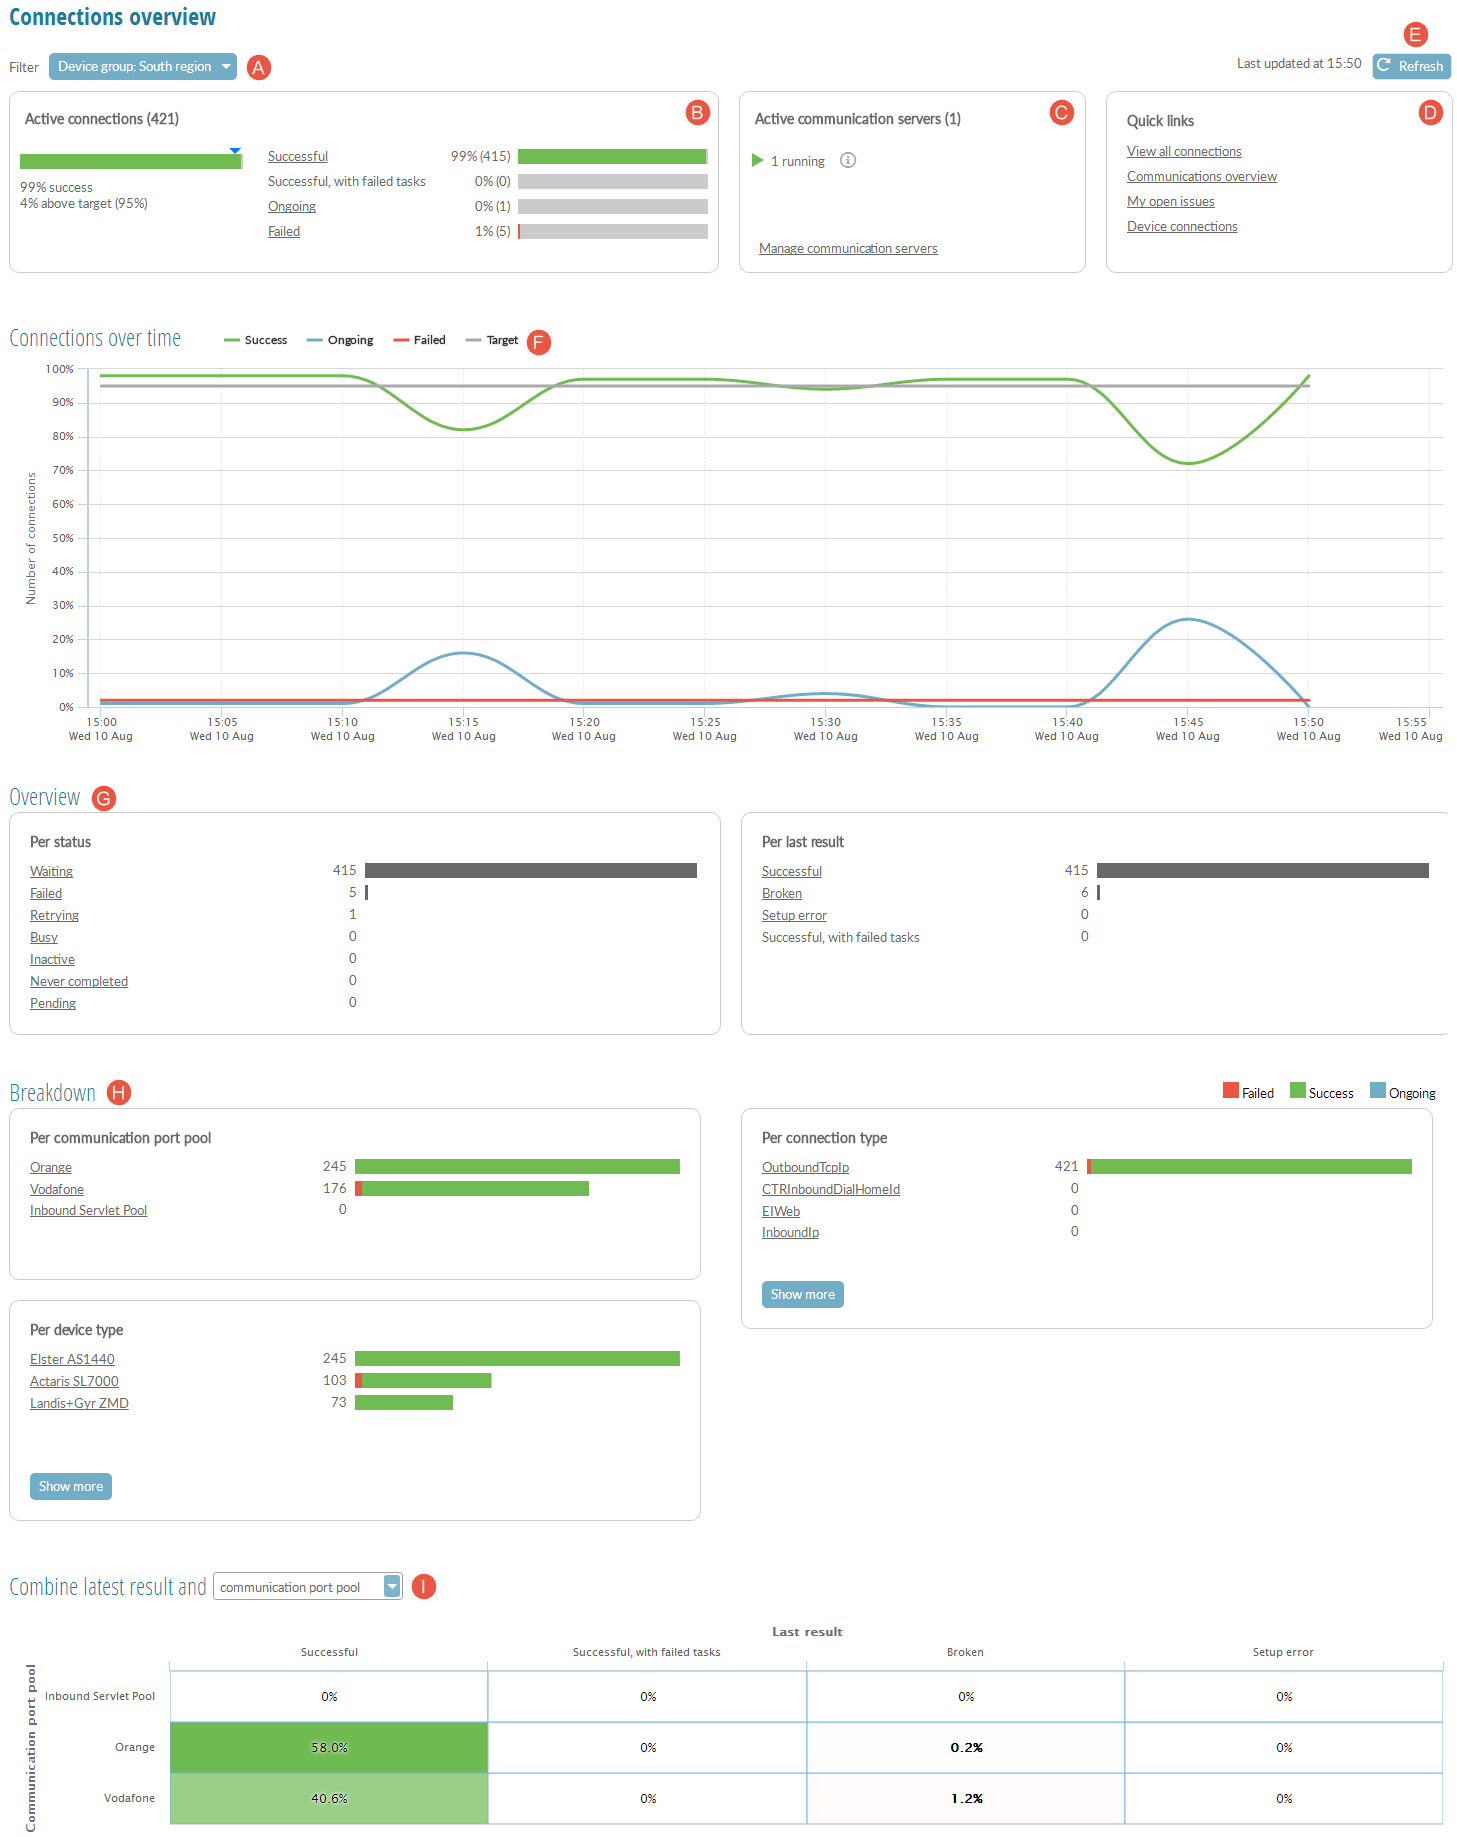 Connections overview
Filter
Device group: South region
A
Last updated at 15:50
E
Refresh
Active connections (421)
B
99% success
4% above target (95%)
Successful 99% (415)
Successful, with failed tasks 0% (0)
Ongoing 0% (1)
Failed 1% (5)
Active communication servers (1)
C
1 running
Manage communication servers
Quick links
D
View all connections
Communications overview
My open issues
Device connections
Connections over time
Success Ongoing Failed Target
F
Number of connections
100%
90%
80%
70%
60%
50%
40%
30%
20%
10%
0%
15:00 15:05 15:10 15:15 15:20 15:25 15:30 15:35 15:40 15:45 15:50 15:55
Wed 10 Aug Wed 10 Aug Wed 10 Aug Wed 10 Aug Wed 10 Aug Wed 10 Aug Wed 10 Aug Wed 10 Aug Wed 10 Aug Wed 10 Aug Wed 10 Aug Wed 10 Aug
Overview
G
Per status
Waiting 415
Failed 5
Retrying 1
Busy 0
Inactive 0
Never completed 0
Pending 0
Per last result
Successful 415
Broken 6
Setup error 0
Successful, with failed tasks 0
Breakdown
H
Failed Success Ongoing
Per communication port pool
Orange 245
Vodafone 176
Inbound Servlet Pool 0
Per connection type
OutboundTcpIp 421
CTRInboundDialHomeId 0
EIWeb 0
InboundIp 0
Show more
Per device type
Elster AS1440 245
Actaris SL7000 103
Landis+Gyr ZMD 73
Show more
Combine latest result and
communication port pool
I
Last result
Successful Successful, with failed tasks Broken Setup error
Communication port pool
Inbound Servlet Pool 0% 0% 0% 0%
Orange 58.0% 0% 0.2% 0%
Vodafone 40.6% 0% 1.2% 0%